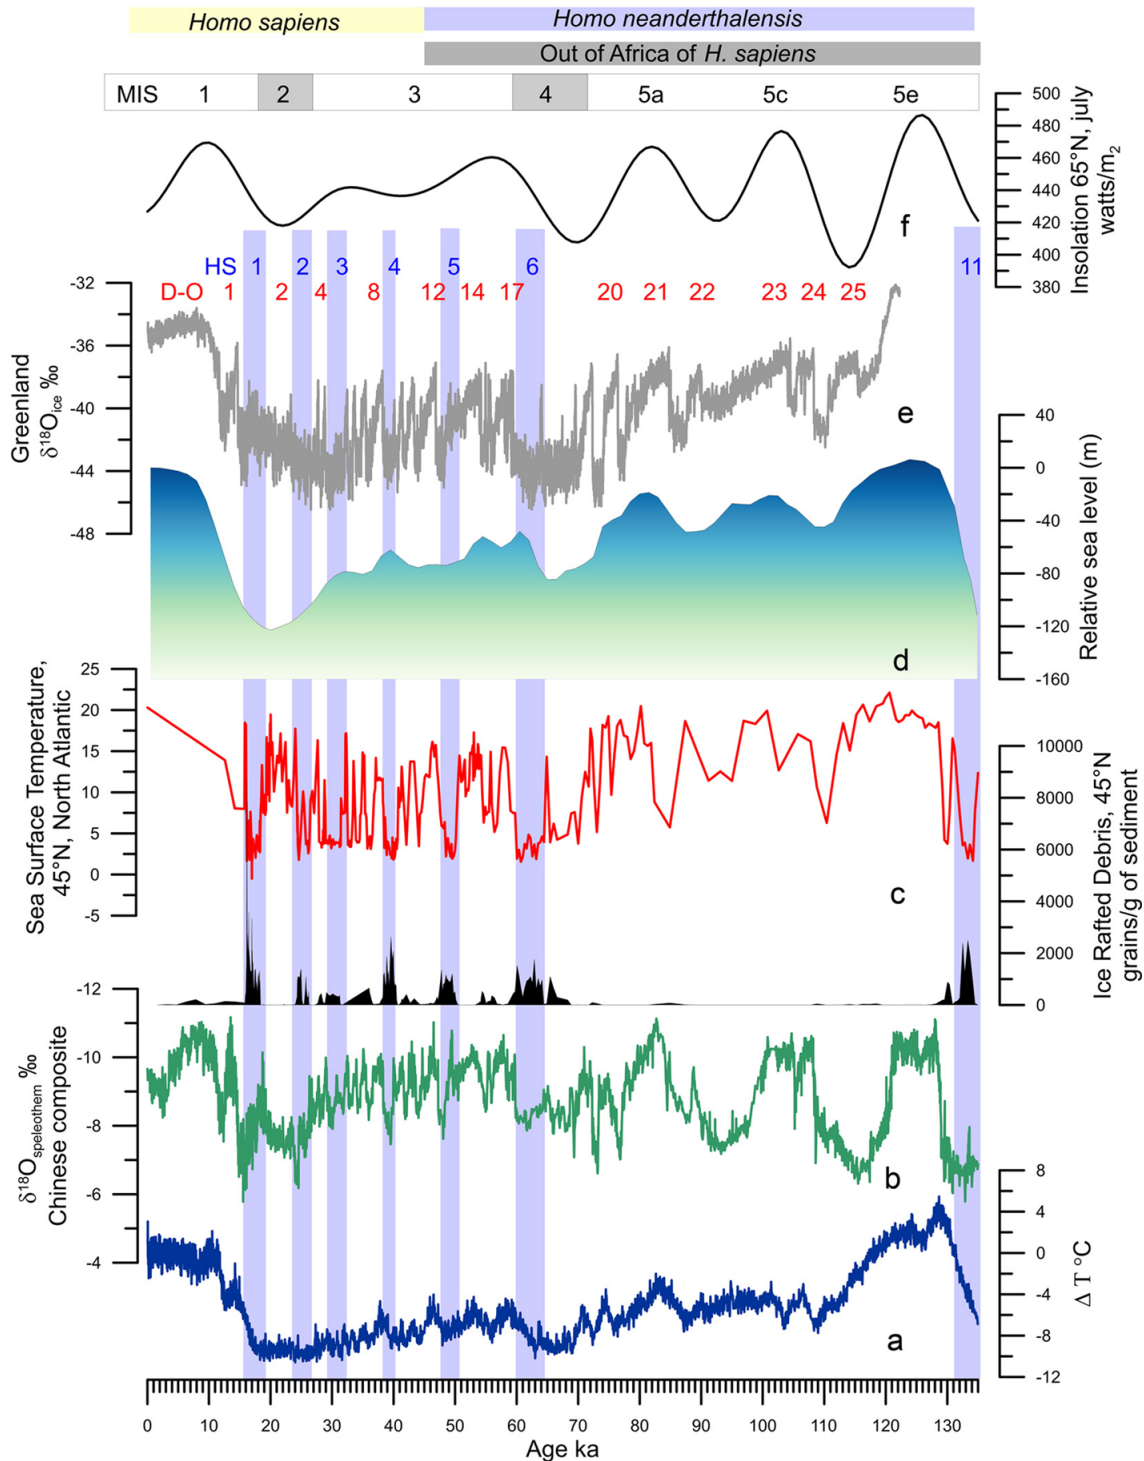 Homo sapiens
Homo neanderthalensis
Out of Africa of H. sapiens
MIS 1 2 3 4 5a 5c 5e
500
480
460
440
420
400
380
Insolation 65°N, july
watts/m2
f
HS 1 2 3 4 5 6 11
D-O 1 2 4 8 12 14 17 20 21 22 23 24 25
-32
-36
-40
-44
-48
Greenland
δ18Oice ‰
e
40
0
-40
-80
-120
-160
Relative sea level (m)
d
25
20
15
10
5
0
-5
Sea Surface Temperature,
45°N, North Atlantic
c
10000
8000
6000
4000
2000
0
Ice Rafted Debris, 45°N
grains/g of sediment
-12
-10
-8
-6
-4
δ18Ospeleothem ‰
Chinese composite
b
8
4
0
-4
-8
-12
Δ T °C
a
0 10 20 30 40 50 60 70 80 90 100 110 120 130
Age ka